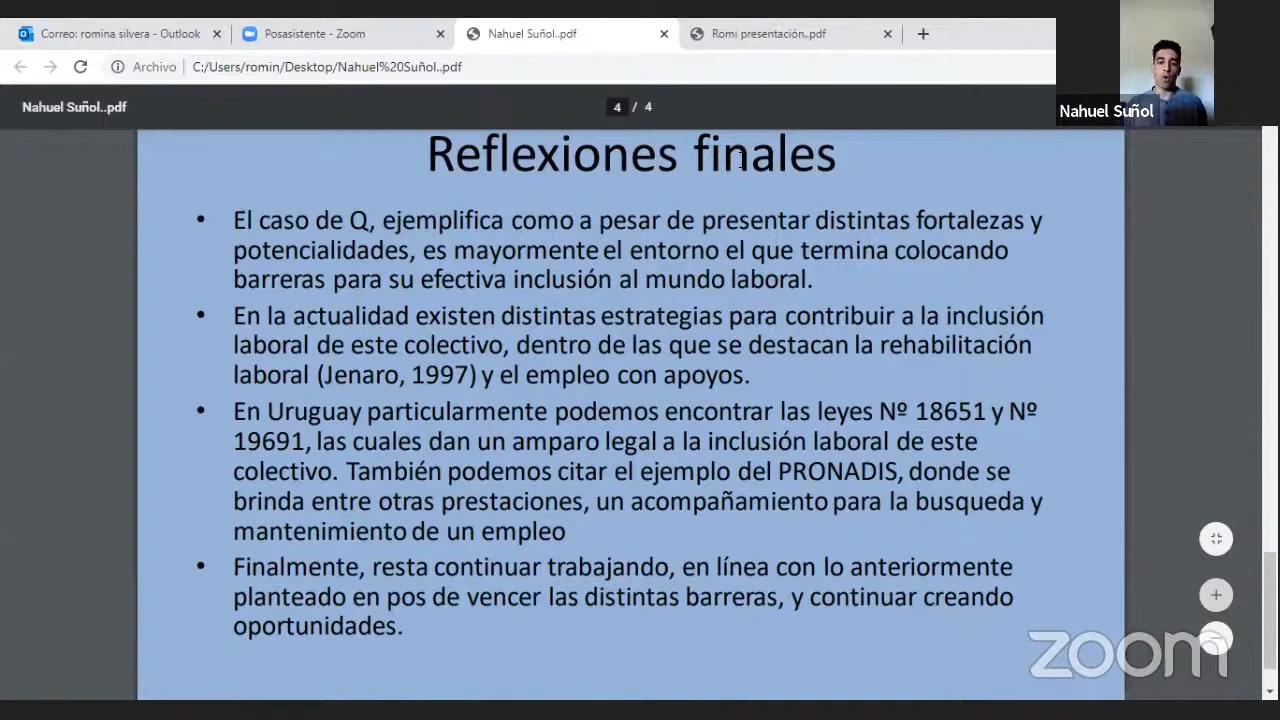 Correo: romina silvera - Outlook
Posasistente - Zoom
Nahuel Suñol..pdf
Romi presentación..pdf
Archivo
C:/Users/romin/Desktop/Nahuel%20Suñol..pdf
Nahuel Suñol
Nahuel Suñol..pdf
4 / 4
Reflexiones finales
• El caso de Q, ejemplifica como a pesar de presentar distintas fortalezas y
potencialidades, es mayormente el entorno el que termina colocando
barreras para su efectiva inclusión al mundo laboral.
• En la actualidad existen distintas estrategias para contribuir a la inclusión
laboral de este colectivo, dentro de las que se destacan la rehabilitación
laboral (Jenaro, 1997) y el empleo con apoyos.
• En Uruguay particularmente podemos encontrar las leyes Nº 18651 y Nº
19691, las cuales dan un amparo legal a la inclusión laboral de este
colectivo. También podemos citar el ejemplo del PRONADIS, donde se
brinda entre otras prestaciones, un acompañamiento para la busqueda y
mantenimiento de un empleo
• Finalmente, resta continuar trabajando, en línea con lo anteriormente
planteado en pos de vencer las distintas barreras, y continuar creando
oportunidades.
zoom